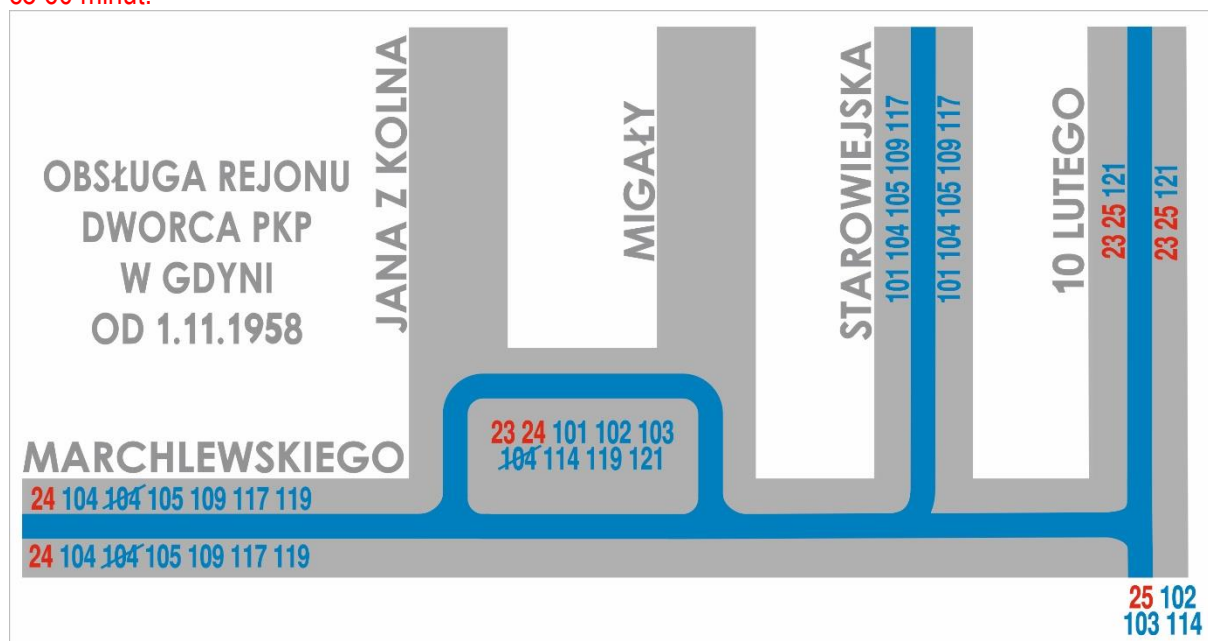 65-90 minut.
OBSŁUGA REJONU
DWORCA PKP
W GDYNI
OD 1.11.1958
JANA Z KOLNA
MIGAŁY
STAROWIEJSKA
101 104 105 109 117
101 104 105 109 117
10 LUTEGO
23 25 121
23 25 121
MARCHLEWSKIEGO
23 24 101 102 103
104 114 119 121
24 104 104 105 109 117 119
24 104 104 105 109 117 119
25 102
103 114